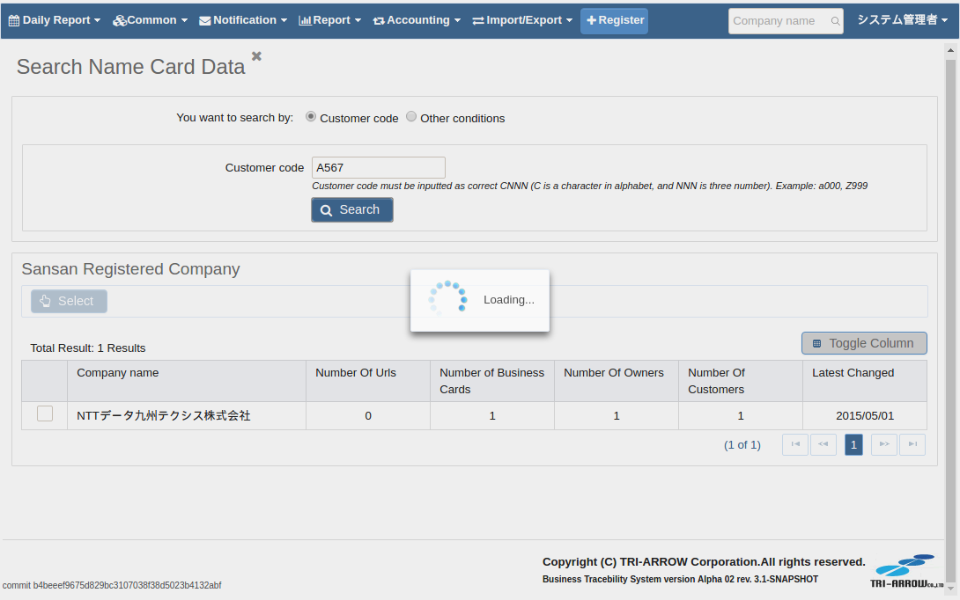 Daily Report Common Notification Report Accounting Import/Export Register Company name システム管理者
Search Name Card Data
You want to search by: Customer code Other conditions
Customer code A567
Customer code must be inputted as correct CNNN (C is a character in alphabet, and NNN is three number). Example: a000, Z999
Search
Sansan Registered Company
Select
Loading...
Total Result: 1 Results
Toggle Column
Company name Number Of Urls Number of Business Cards Number Of Owners Number Of Customers Latest Changed
NTTデータ九州テクシス株式会社 0 1 1 1 2015/05/01
(1 of 1) 1
Copyright (C) TRI-ARROW Corporation.All rights reserved.
Business Tracebility System version Alpha 02 rev. 3.1-SNAPSHOT
TRI-ARROW CO.,LTD
commit b4beeef9675d829bc3107038f38d5023b4132abf